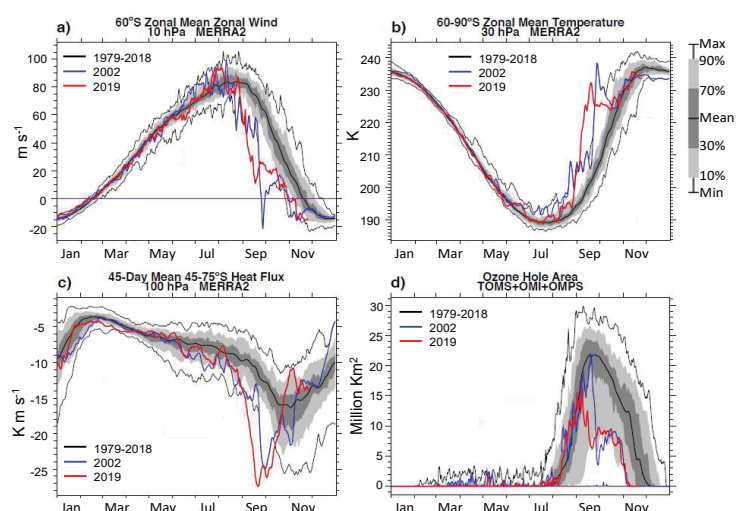 a) 60°S Zonal Mean Zonal Wind
10 hPa MERRA2
100
80
60
40
20
0
-20
m s⁻¹
1979-2018
2002
2019
Jan Mar May Jul Sep Nov
b) 60-90°S Zonal Mean Temperature
30 hPa MERRA2
240
230
220
210
200
190
K
1979-2018
2002
2019
Jan Mar May Jul Sep Nov
Max
90%
70%
Mean
30%
10%
Min
c) 45-Day Mean 45-75°S Heat Flux
100 hPa MERRA2
-5
-10
-15
-20
-25
K m s⁻¹
1979-2018
2002
2019
Jan Mar May Jul Sep Nov
d) Ozone Hole Area
TOMS+OMI+OMPS
30
25
20
15
10
5
0
Million Km²
1979-2018
2002
2019
Jan Mar May Jul Sep Nov